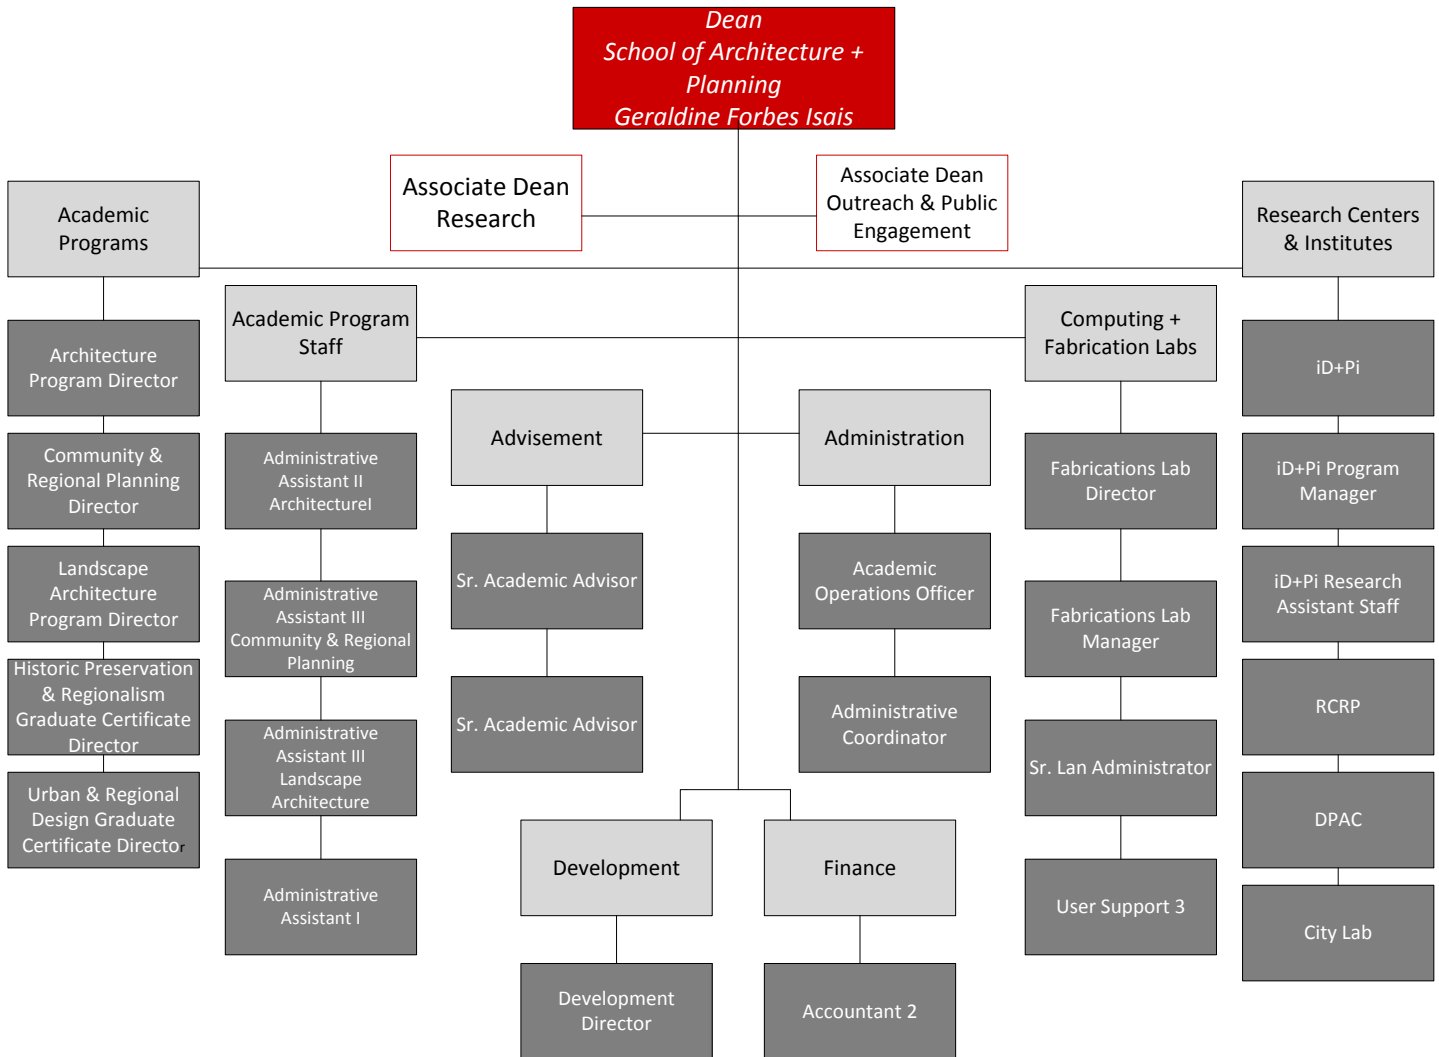 Dean
School of Architecture +
Planning
Geraldine Forbes Isais
Associate Dean
Research
Associate Dean
Outreach & Public
Engagement
Academic
Programs
Architecture
Program Director
Community &
Regional Planning
Director
Landscape
Architecture
Program Director
Historic Preservation
& Regionalism
Graduate Certificate
Director
Urban & Regional
Design Graduate
Certificate Director
Academic Program
Staff
Administrative
Assistant II
ArchitectureI
Administrative
Assistant III
Community & Regional
Planning
Administrative
Assistant III
Landscape
Architecture
Administrative
Assistant I
Advisement
Sr. Academic Advisor
Sr. Academic Advisor
Administration
Academic
Operations Officer
Administrative
Coordinator
Development
Development
Director
Finance
Accountant 2
Computing +
Fabrication Labs
Fabrications Lab
Director
Fabrications Lab
Manager
Sr. Lan Administrator
User Support 3
Research Centers
& Institutes
iD+Pi
iD+Pi Program
Manager
iD+Pi Research
Assistant Staff
RCRP
DPAC
City Lab